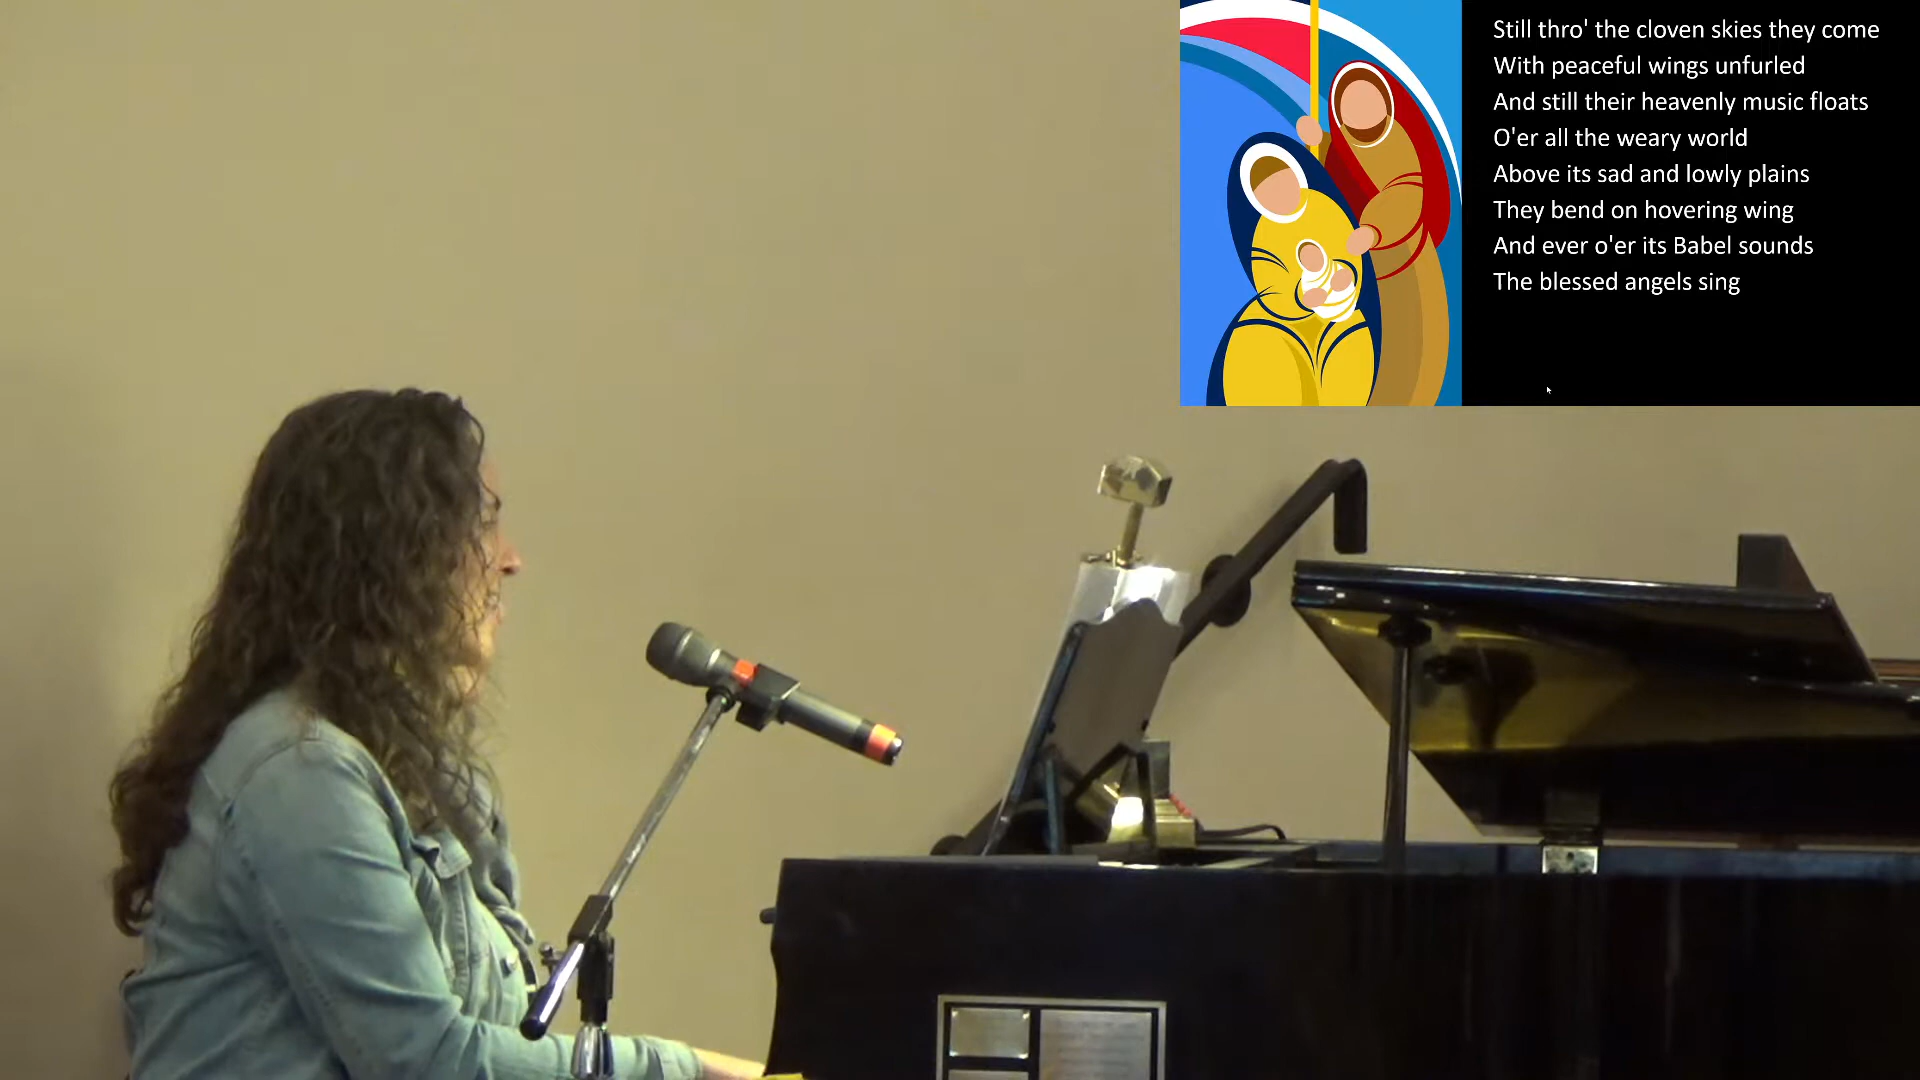 Still thro' the cloven skies they come
With peaceful wings unfurled
And still their heavenly music floats
O'er all the weary world
Above its sad and lowly plains
They bend on hovering wing
And ever o'er its Babel sounds
The blessed angels sing